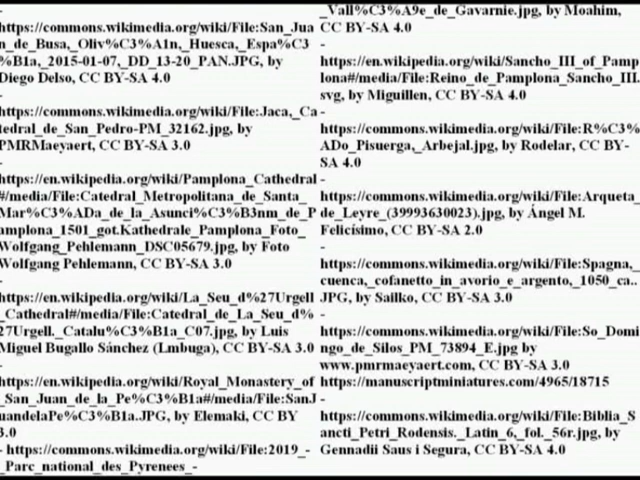 -
https://commons.wikimedia.org/wiki/File:San_Jua
n_de_Busa,_Oliv%C3%A1n,_Huesca,_Espa%C3
%B1a,_2015-01-07,_DD_13-20_PAN.JPG, by
Diego Delso, CC BY-SA 4.0
-
https://commons.wikimedia.org/wiki/File:Jaca,_Ca
tedral_de_San_Pedro-PM_32162.jpg, by
PMRMaeyaert, CC BY-SA 3.0
-
https://en.wikipedia.org/wiki/Pamplona_Cathedral
#/media/File:Catedral_Metropolitana_de_Santa_
Mar%C3%ADa_de_la_Asunci%C3%B3nm_de_P
amplona_1501_got.Kathedrale_Pamplona_Foto_
Wolfgang_Pehlemann_DSC05679.jpg, by Foto
Wolfgang Pehlemann, CC BY-SA 3.0
-
https://en.wikipedia.org/wiki/La_Seu_d%27Urgell
_Cathedral#/media/File:Catedral_de_La_Seu_d%
27Urgell._Catalu%C3%B1a_C07.jpg, by Luis
Miguel Bugallo Sánchez (Lmbuga), CC BY-SA 3.0
-
https://en.wikipedia.org/wiki/Royal_Monastery_of
_San_Juan_de_la_Pe%C3%B1a#/media/File:SanJ
uandelaPe%C3%B1a.JPG, by Elemaki, CC BY
3.0
- https://commons.wikimedia.org/wiki/File:2019_-
_Parc_national_des_Pyrenees_-
_Vall%C3%A9e_de_Gavarnie.jpg, by Moahim,
CC BY-SA 4.0
-
https://en.wikipedia.org/wiki/Sancho_III_of_Pamp
lona#/media/File:Reino_de_Pamplona_Sancho_III.
svg, by Miguillen, CC BY-SA 4.0
-
https://commons.wikimedia.org/wiki/File:R%C3%
ADo_Pisuerga,_Arbejal.jpg, by Rodelar, CC BY-
SA 4.0
-
https://commons.wikimedia.org/wiki/File:Arqueta_
de_Leyre_(39993630023).jpg, by Ángel M.
Felicísimo, CC BY-SA 2.0
-
https://commons.wikimedia.org/wiki/File:Spagna,_
cuenca,_cofanetto_in_avorio_e_argento,_1050_ca..
JPG, by Sailko, CC BY-SA 3.0
-
https://commons.wikimedia.org/wiki/File:So_Domi
ngo_de_Silos_PM_73894_E.jpg by
www.pmrmaeyaert.com, CC BY-SA 3.0
https://manuscriptminiatures.com/4965/18715
-
https://commons.wikimedia.org/wiki/File:Biblia_S
ancti_Petri_Rodensis._Latin_6,_fol._56r.jpg, by
Gennadii Saus i Segura, CC BY-SA 4.0